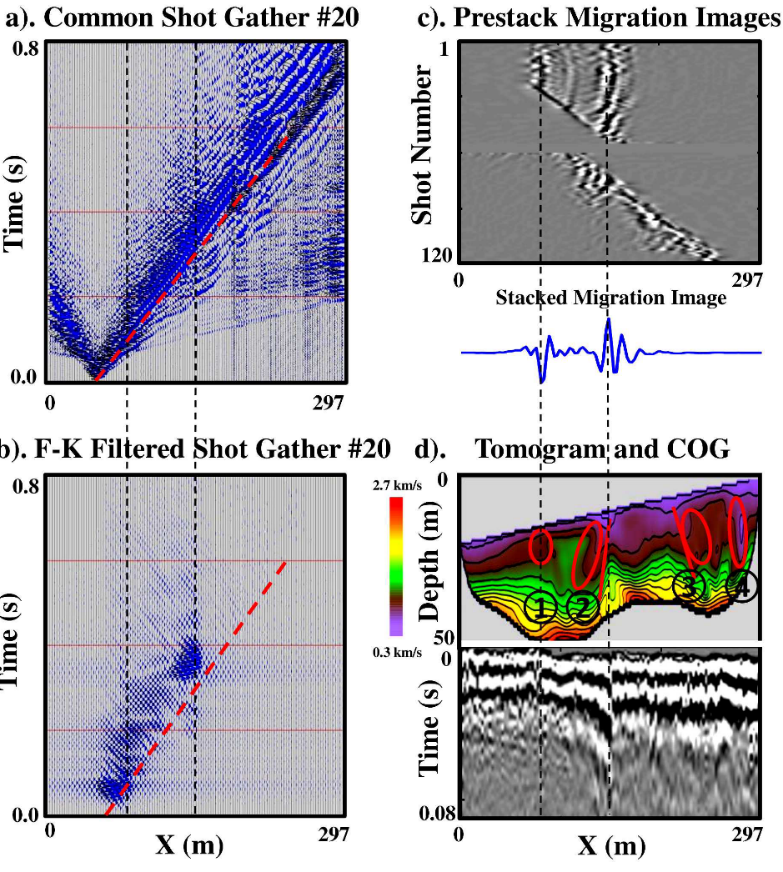 a). Common Shot Gather #20
0.8
Time (s)
0.0
0
297
b). F-K Filtered Shot Gather #20
0.8
Time (s)
0.0
0
X (m)
297
c). Prestack Migration Images
1
Shot Number
120
0
297
Stacked Migration Image
d). Tomogram and COG
2.7 km/s
0.3 km/s
0
Depth (m)
50
1
2
3
4
0
Time (s)
0.08
0
X (m)
297